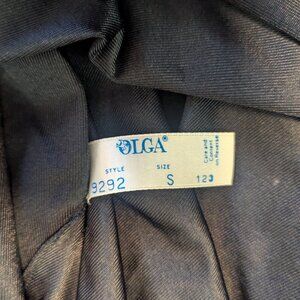 OLGA®
STYLE SIZE
9292 S 123
Care and
Content
on Reverse